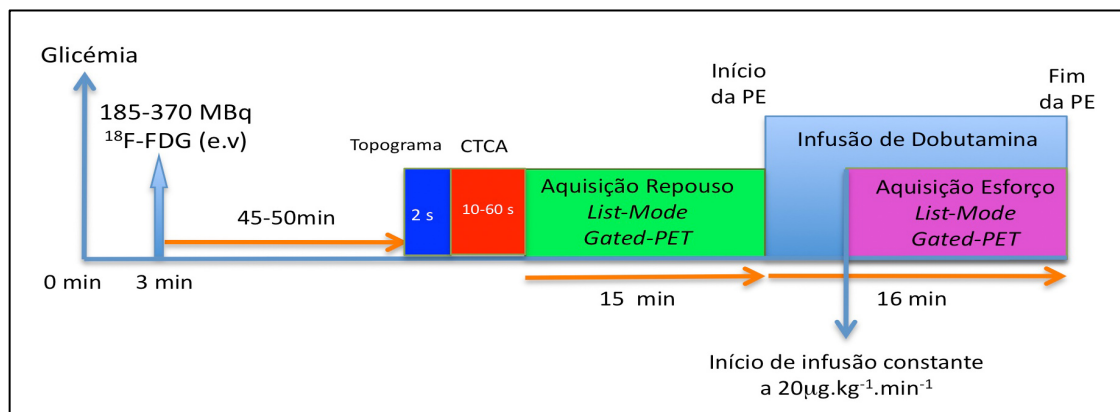 Glicémia
185-370 MBq
¹⁸F-FDG (e.v)
45-50min
0 min
3 min
Topograma
2 s
CTCA
10-60 s
Aquisição Repouso
List-Mode
Gated-PET
15 min
Início
da PE
Infusão de Dobutamina
Aquisição Esforço
List-Mode
Gated-PET
Fim
da PE
16 min
Início de infusão constante
a 20μg.kg⁻¹.min⁻¹